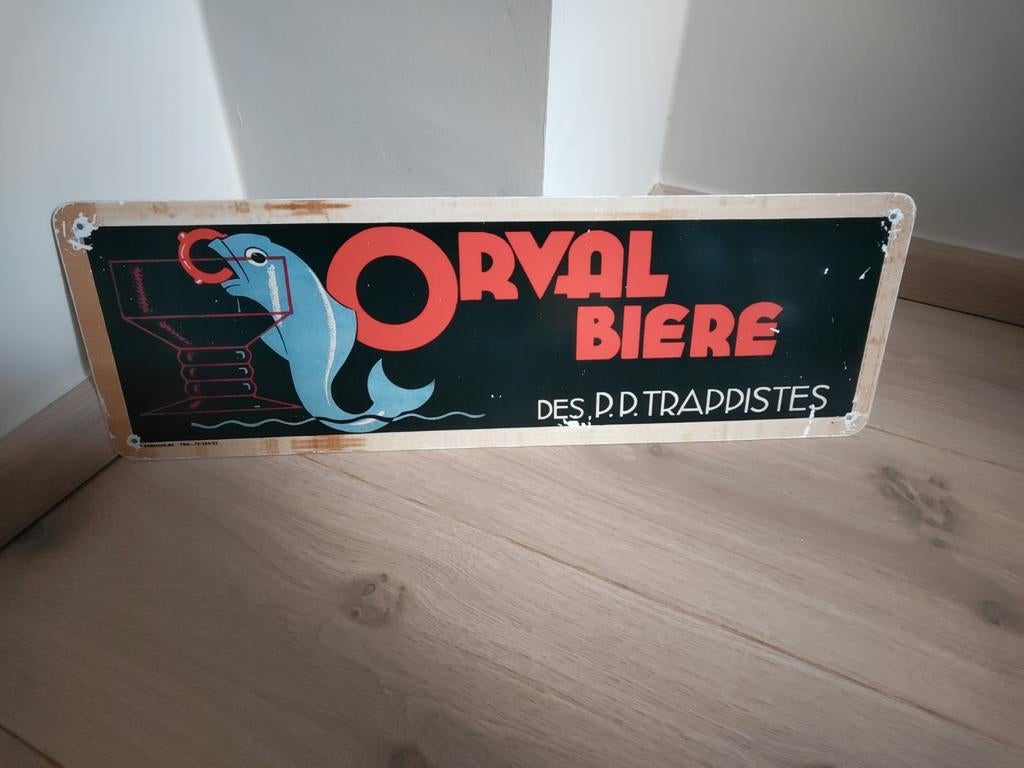 ORVAL
BIERE
DES P.P. TRAPPISTES